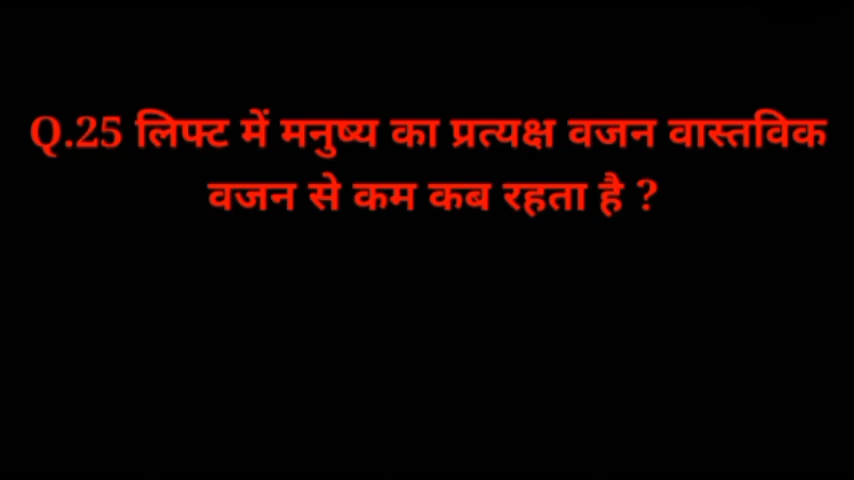 Q.25 लिफ्ट में मनुष्य का प्रत्यक्ष वजन वास्तविक
वजन से कम कब रहता है ?